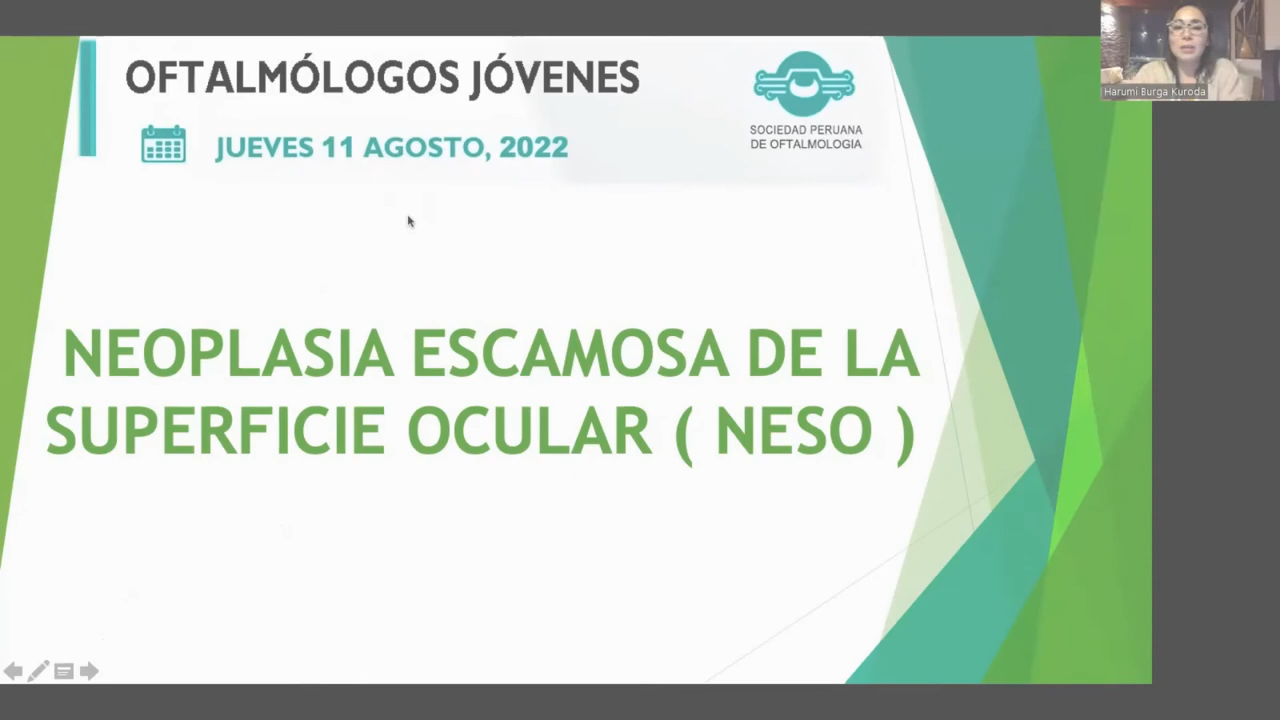 OFTALMÓLOGOS JÓVENES
JUEVES 11 AGOSTO, 2022
SOCIEDAD PERUANA
DE OFTALMOLOGIA
Harumi Burga Kuroda
NEOPLASIA ESCAMOSA DE LA
SUPERFICIE OCULAR ( NESO )